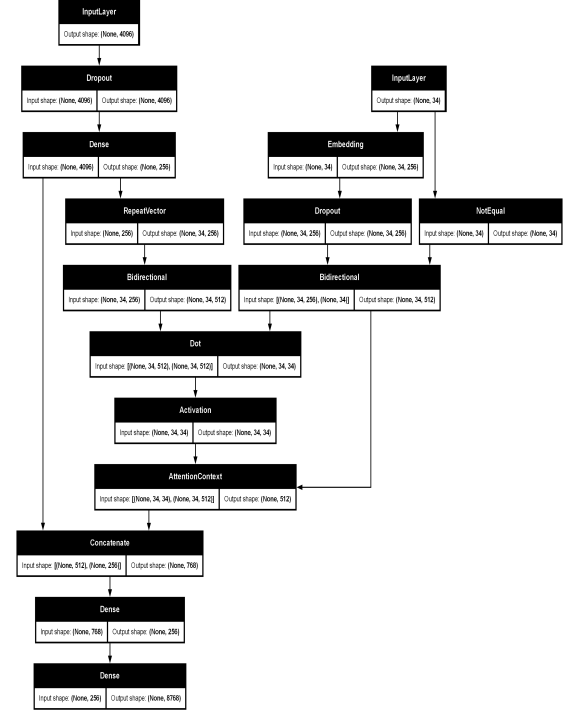 InputLayer
Output shape: (None, 4096)
Dropout
Input shape: (None, 4096) Output shape: (None, 4096)
InputLayer
Output shape: (None, 34)
Dense
Input shape: (None, 4096) Output shape: (None, 256)
Embedding
Input shape: (None, 34) Output shape: (None, 34, 256)
RepeatVector
Input shape: (None, 256) Output shape: (None, 34, 256)
Dropout
Input shape: (None, 34, 256) Output shape: (None, 34, 256)
NotEqual
Input shape: (None, 34) Output shape: (None, 34)
Bidirectional
Input shape: (None, 34, 256) Output shape: (None, 34, 512)
Bidirectional
Input shape: [(None, 34, 256), (None, 34)] Output shape: (None, 34, 512)
Dot
Input shape: [(None, 34, 512), (None, 34, 512)] Output shape: (None, 34, 34)
Activation
Input shape: (None, 34, 34) Output shape: (None, 34, 34)
AttentionContext
Input shape: [(None, 34, 34), (None, 34, 512)] Output shape: (None, 512)
Concatenate
Input shape: [(None, 512), (None, 256)] Output shape: (None, 768)
Dense
Input shape: (None, 768) Output shape: (None, 256)
Dense
Input shape: (None, 256) Output shape: (None, 8768)